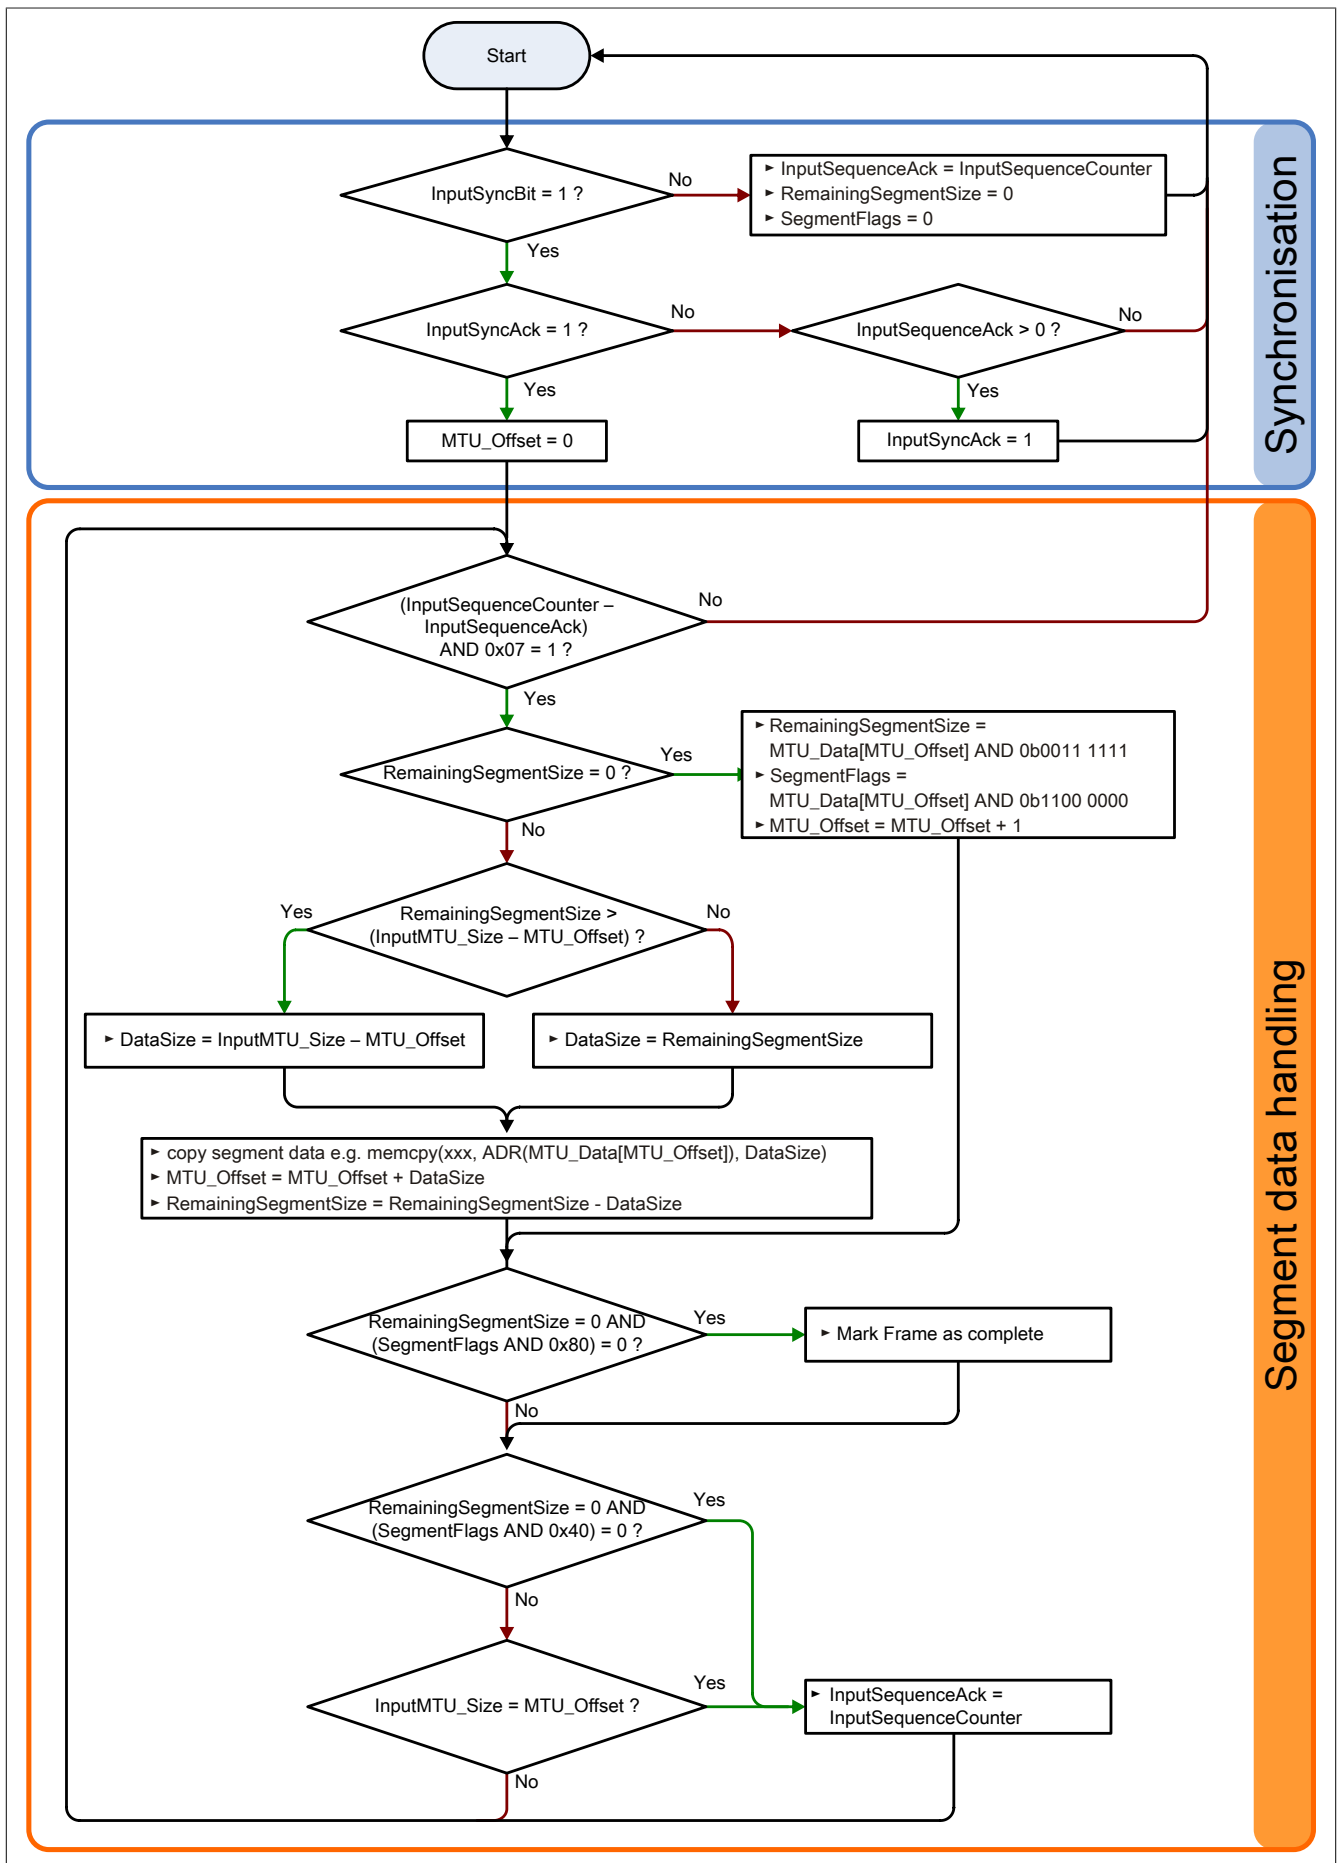 Start
Synchronisation
InputSyncBit = 1 ?
No
► InputSequenceAck = InputSequenceCounter
► RemainingSegmentSize = 0
► SegmentFlags = 0
Yes
InputSyncAck = 1 ?
No
InputSequenceAck > 0 ?
No
Yes
Yes
MTU_Offset = 0
InputSyncAck = 1
Segment data handling
(InputSequenceCounter –
InputSequenceAck)
AND 0x07 = 1 ?
No
Yes
RemainingSegmentSize = 0 ?
Yes
► RemainingSegmentSize =
MTU_Data[MTU_Offset] AND 0b0011 1111
► SegmentFlags =
MTU_Data[MTU_Offset] AND 0b1100 0000
► MTU_Offset = MTU_Offset + 1
No
RemainingSegmentSize >
(InputMTU_Size – MTU_Offset) ?
Yes
No
► DataSize = InputMTU_Size – MTU_Offset
► DataSize = RemainingSegmentSize
► copy segment data e.g. memcpy(xxx, ADR(MTU_Data[MTU_Offset]), DataSize)
► MTU_Offset = MTU_Offset + DataSize
► RemainingSegmentSize = RemainingSegmentSize - DataSize
RemainingSegmentSize = 0 AND
(SegmentFlags AND 0x80) = 0 ?
Yes
► Mark Frame as complete
No
RemainingSegmentSize = 0 AND
(SegmentFlags AND 0x40) = 0 ?
Yes
No
InputMTU_Size = MTU_Offset ?
Yes
► InputSequenceAck =
InputSequenceCounter
No